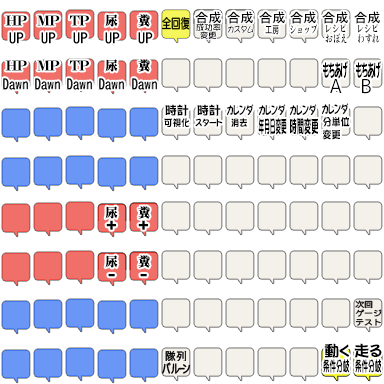 HP UP MP UP TP UP 尿 UP 糞 UP 全回復 合成 成功率 変更 合成 カスタム 合成 工房 合成 ショップ 合成 レシピ おぼえ 合成 レシピ わすれ
HP Dawn MP Dawn TP Dawn 尿 Dawn 糞 Dawn もちあげ A もちあげ B
時計 可視化 時計 スタート カレンダ 消去 カレンダ 年月日変更 カレンダ 時間変更 カレンダ 分単位 変更
尿 + 糞 +
尿 - 糞 -
次回 ゲージ テスト
隊列 バルーン 動く 条件分岐 走る 条件分岐